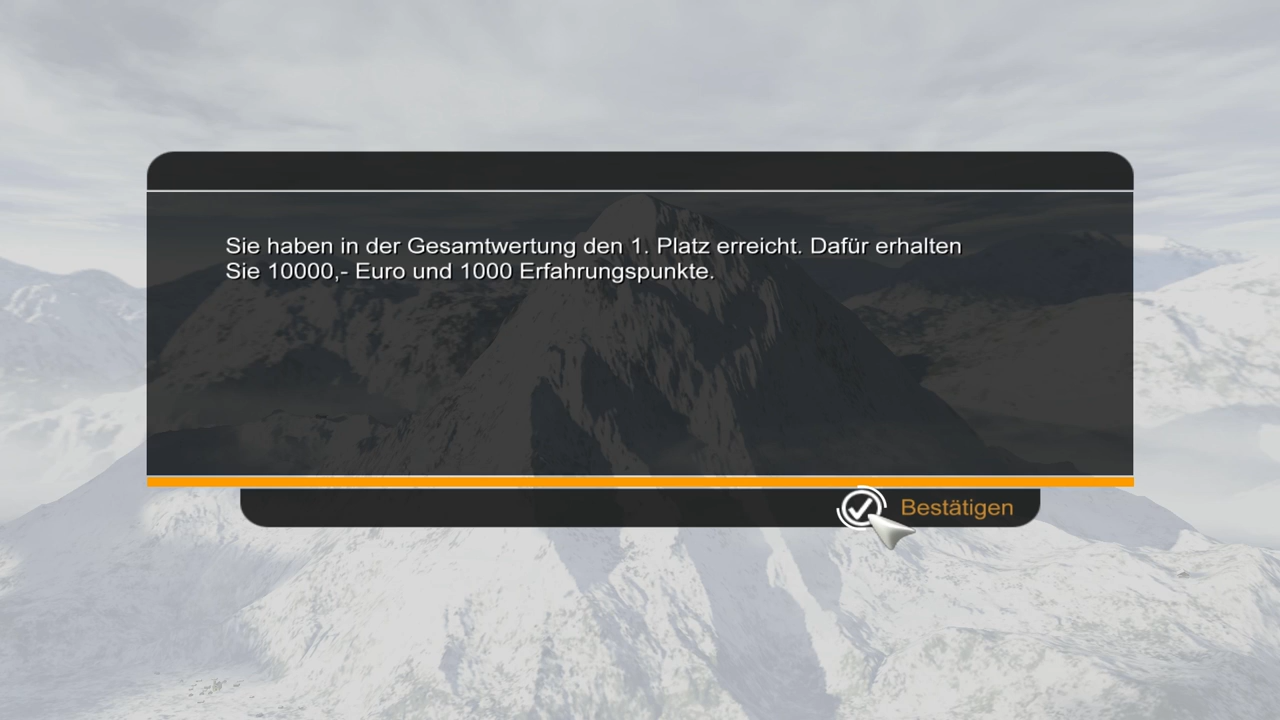 Sie haben in der Gesamtwertung den 1. Platz erreicht. Dafür erhalten
Sie 10000,- Euro und 1000 Erfahrungspunkte.
Bestätigen